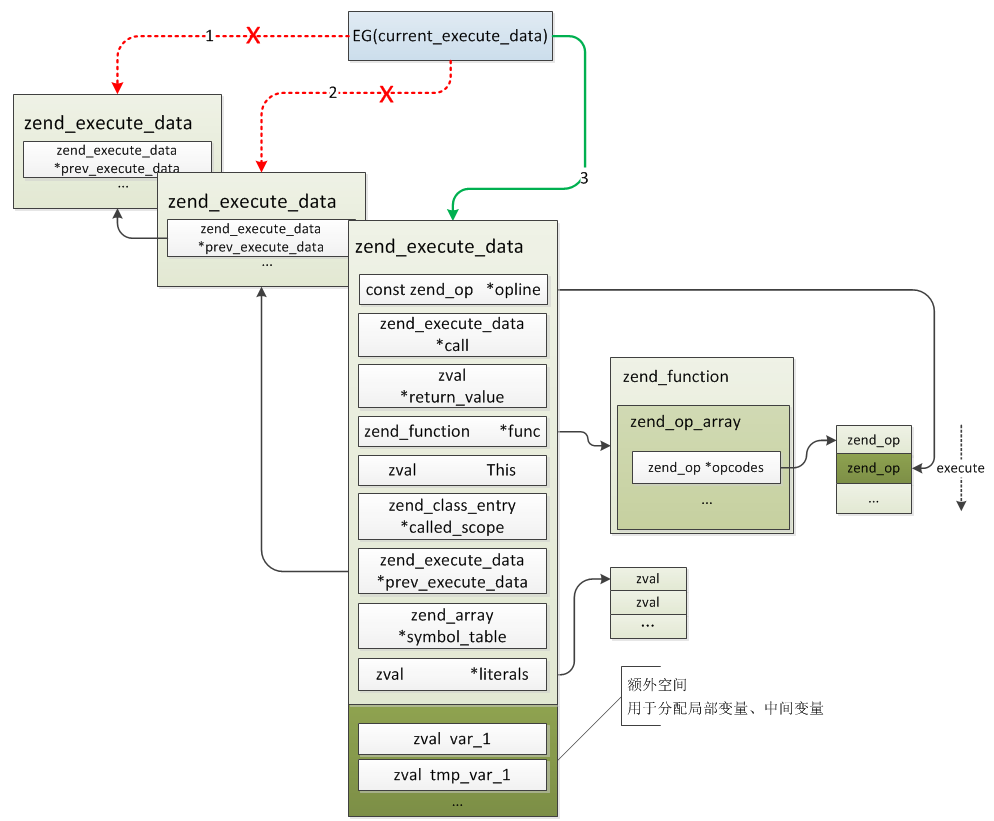 EG(current_execute_data)
1
2
3
zend_execute_data
zend_execute_data
*prev_execute_data
...
zend_execute_data
zend_execute_data
*prev_execute_data
...
zend_execute_data
const zend_op *opline
zend_execute_data
*call
zval
*return_value
zend_function *func
zval This
zend_class_entry
*called_scope
zend_execute_data
*prev_execute_data
zend_array
*symbol_table
zval *literals
zval var_1
zval tmp_var_1
...
zend_function
zend_op_array
zend_op *opcodes
...
zend_op
zend_op
...
execute
zval
zval
...
额外空间
用于分配局部变量、中间变量